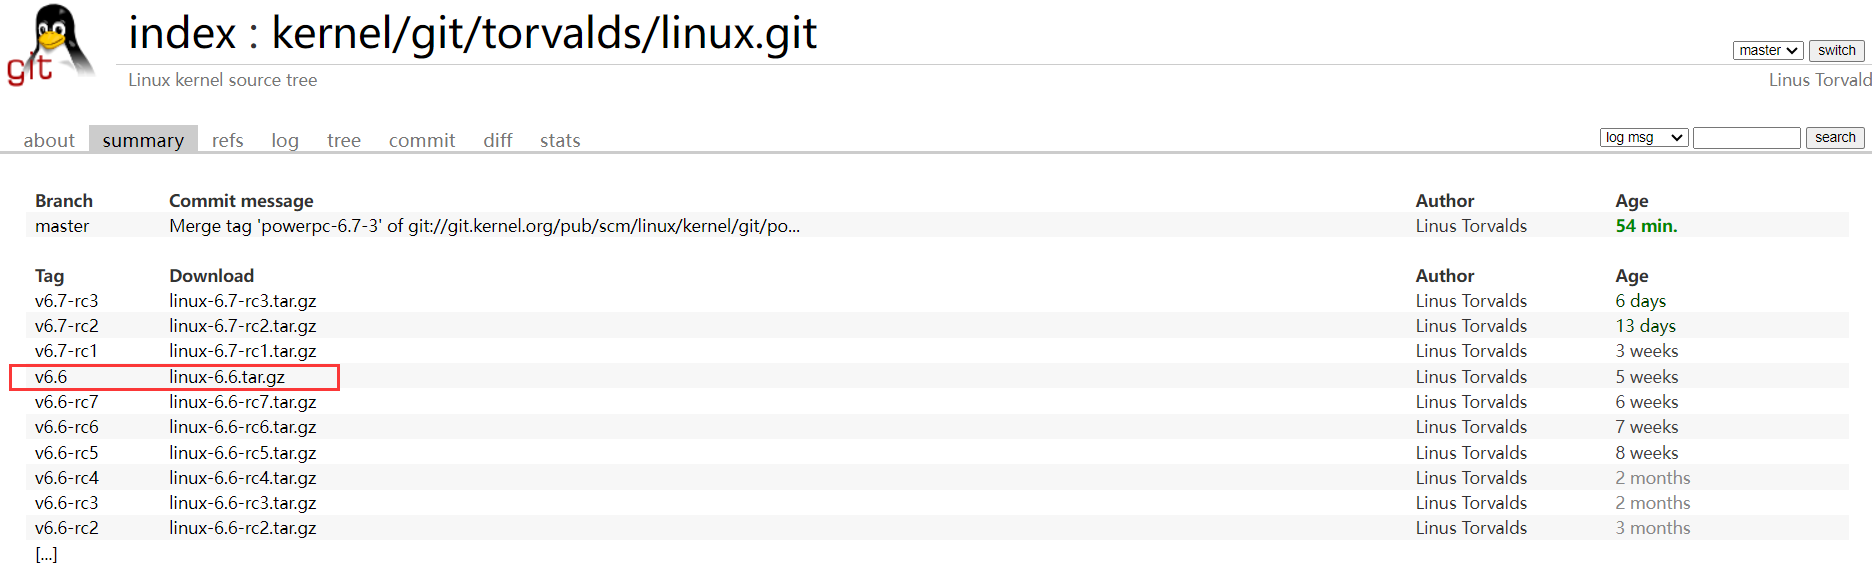 git
index : kernel/git/torvalds/linux.git
master switch
Linux kernel source tree Linus Torvald
about summary refs log tree commit diff stats log msg search
Branch Commit message Author Age
master Merge tag 'powerpc-6.7-3' of git://git.kernel.org/pub/scm/linux/kernel/git/po... Linus Torvalds 54 min.
Tag Download Author Age
v6.7-rc3 linux-6.7-rc3.tar.gz Linus Torvalds 6 days
v6.7-rc2 linux-6.7-rc2.tar.gz Linus Torvalds 13 days
v6.7-rc1 linux-6.7-rc1.tar.gz Linus Torvalds 3 weeks
v6.6 linux-6.6.tar.gz Linus Torvalds 5 weeks
v6.6-rc7 linux-6.6-rc7.tar.gz Linus Torvalds 6 weeks
v6.6-rc6 linux-6.6-rc6.tar.gz Linus Torvalds 7 weeks
v6.6-rc5 linux-6.6-rc5.tar.gz Linus Torvalds 8 weeks
v6.6-rc4 linux-6.6-rc4.tar.gz Linus Torvalds 2 months
v6.6-rc3 linux-6.6-rc3.tar.gz Linus Torvalds 2 months
v6.6-rc2 linux-6.6-rc2.tar.gz Linus Torvalds 3 months
[...]